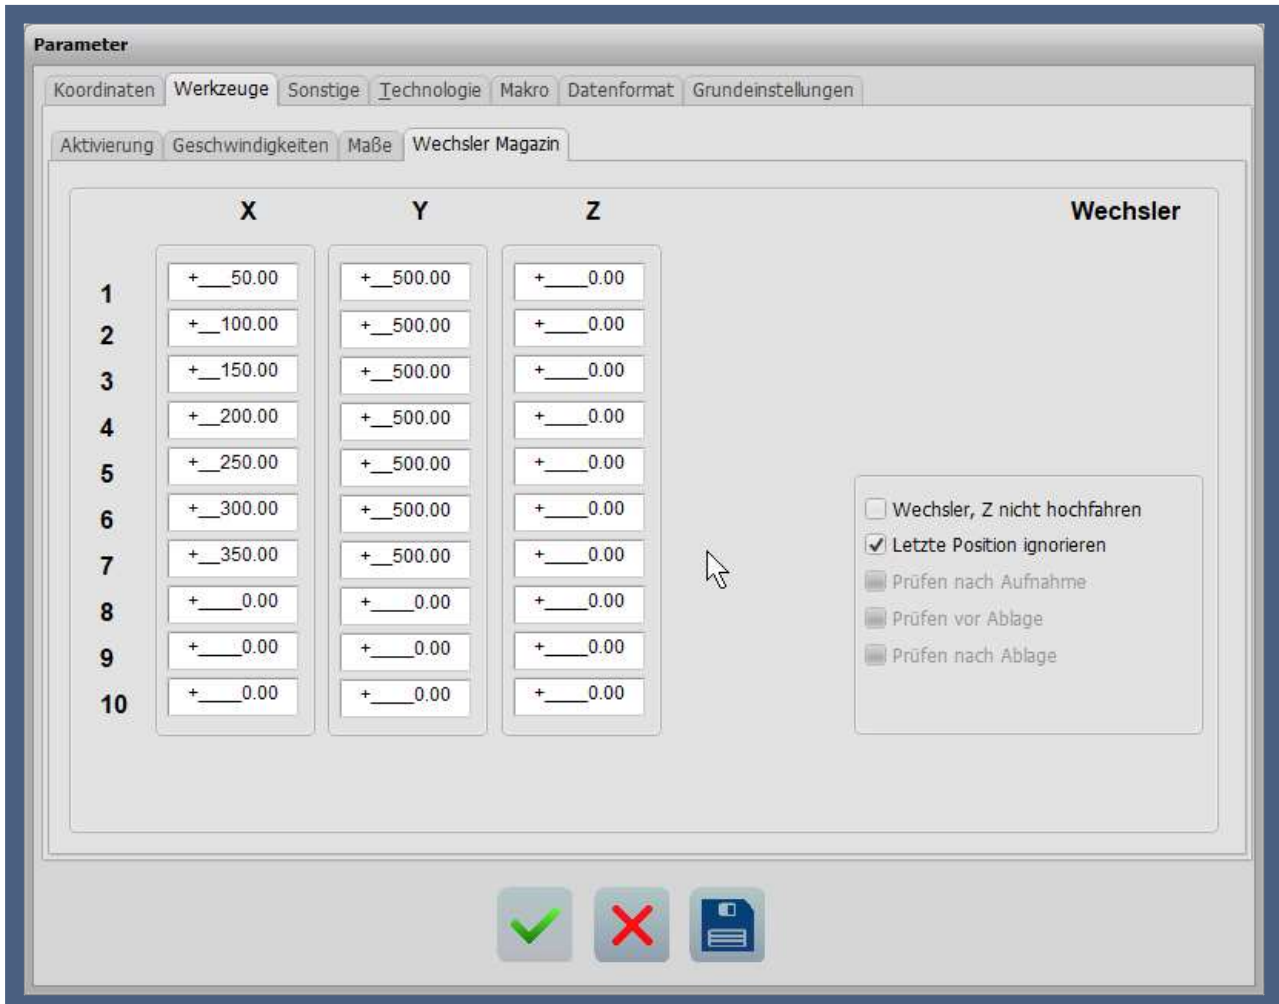 Parameter
Koordinaten Werkzeuge Sonstige Technologie Makro Datenformat Grundeinstellungen
Aktivierung Geschwindigkeiten Maße Wechsler Magazin
X Y Z Wechsler
1 +___50.00 +__500.00 +____0.00
2 +__100.00 +__500.00 +____0.00
3 +__150.00 +__500.00 +____0.00
4 +__200.00 +__500.00 +____0.00
5 +__250.00 +__500.00 +____0.00
6 +__300.00 +__500.00 +____0.00
7 +__350.00 +__500.00 +____0.00
8 +____0.00 +____0.00 +____0.00
9 +____0.00 +____0.00 +____0.00
10 +____0.00 +____0.00 +____0.00
Wechsler, Z nicht hochfahren
Letzte Position ignorieren
Prüfen nach Aufnahme
Prüfen vor Ablage
Prüfen nach Ablage